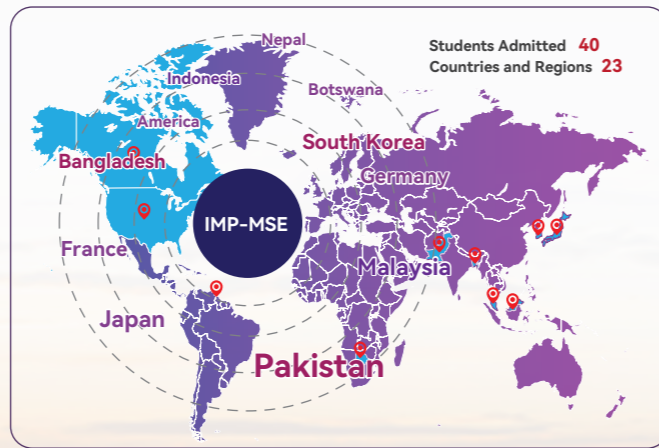 Nepal
Students Admitted 40
Countries and Regions 23
Indonesia
Botswana
America
South Korea
Bangladesh
Germany
IMP-MSE
France
Malaysia
Japan
Pakistan